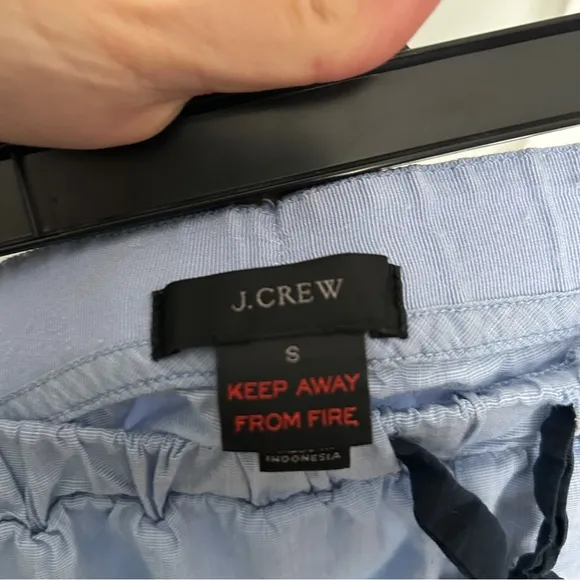 J.CREW
S
KEEP AWAY
FROM FIRE
INDONESIA